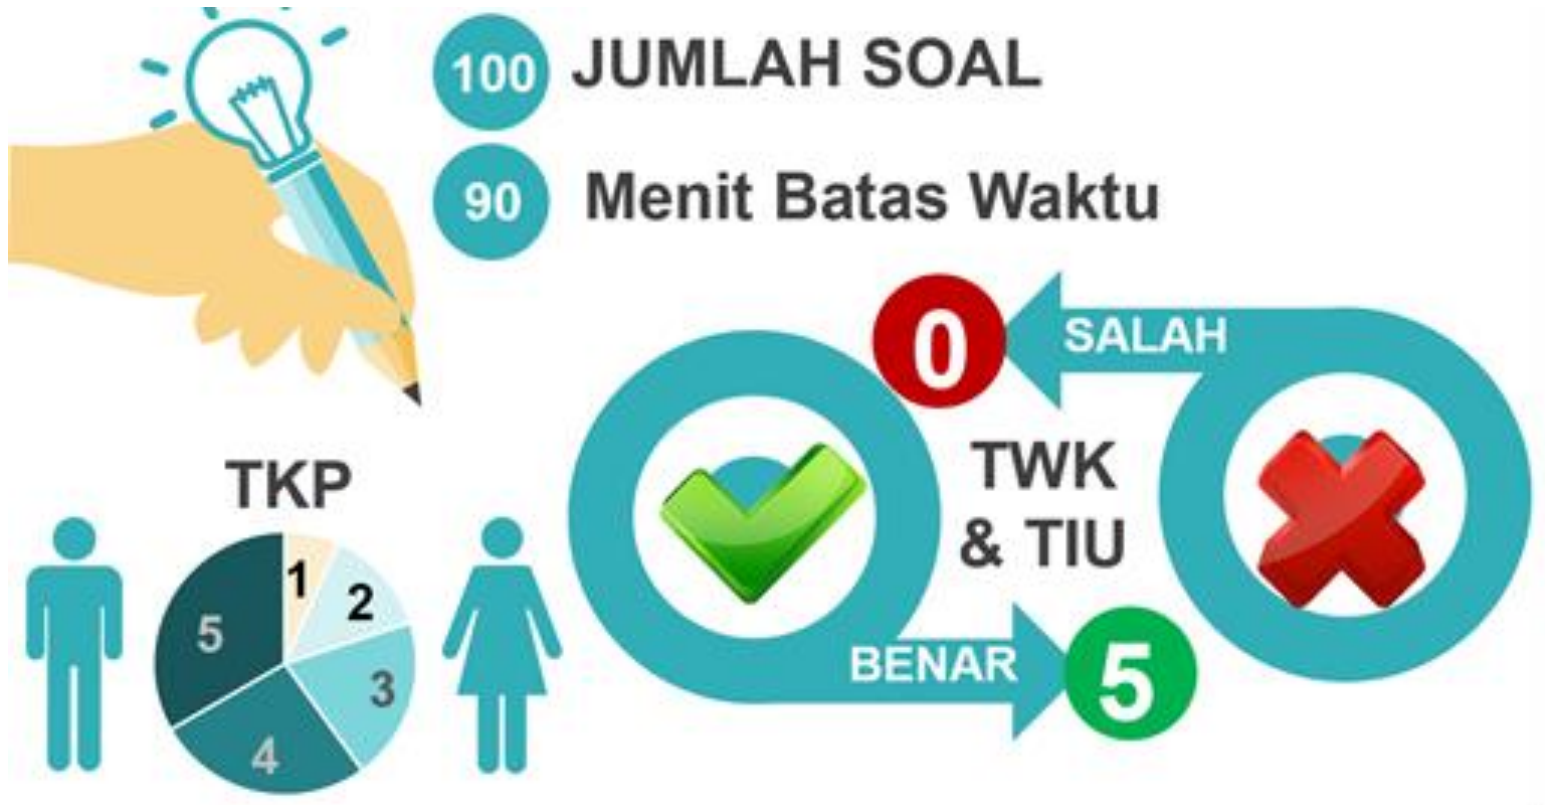 100 JUMLAH SOAL
90 Menit Batas Waktu
0 SALAH
TWK
& TIU
BENAR 5
TKP
1
2
3
4
5